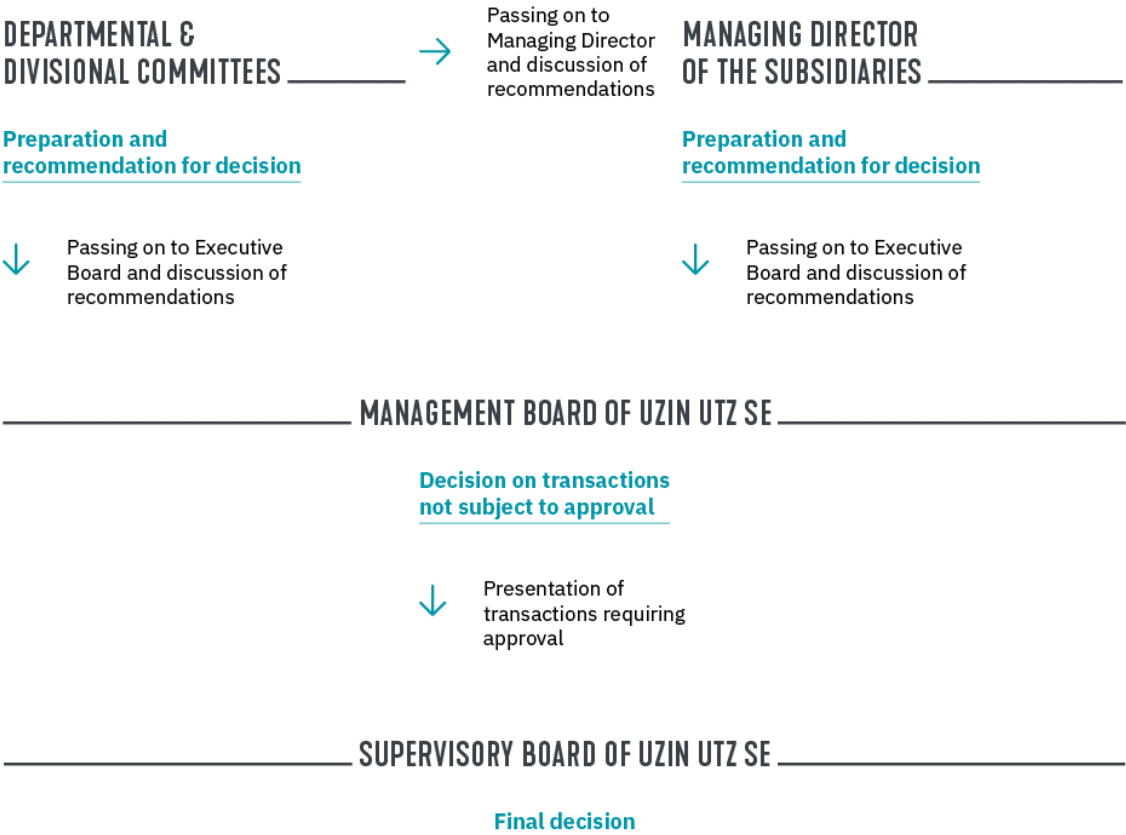 DEPARTMENTAL &
DIVISIONAL COMMITTEES
Passing on to
Managing Director
and discussion of
recommendations
MANAGING DIRECTOR
OF THE SUBSIDIARIES
Preparation and
recommendation for decision
Preparation and
recommendation for decision
Passing on to Executive
Board and discussion of
recommendations
Passing on to Executive
Board and discussion of
recommendations
MANAGEMENT BOARD OF UZIN UTZ SE
Decision on transactions
not subject to approval
Presentation of
transactions requiring
approval
SUPERVISORY BOARD OF UZIN UTZ SE
Final decision